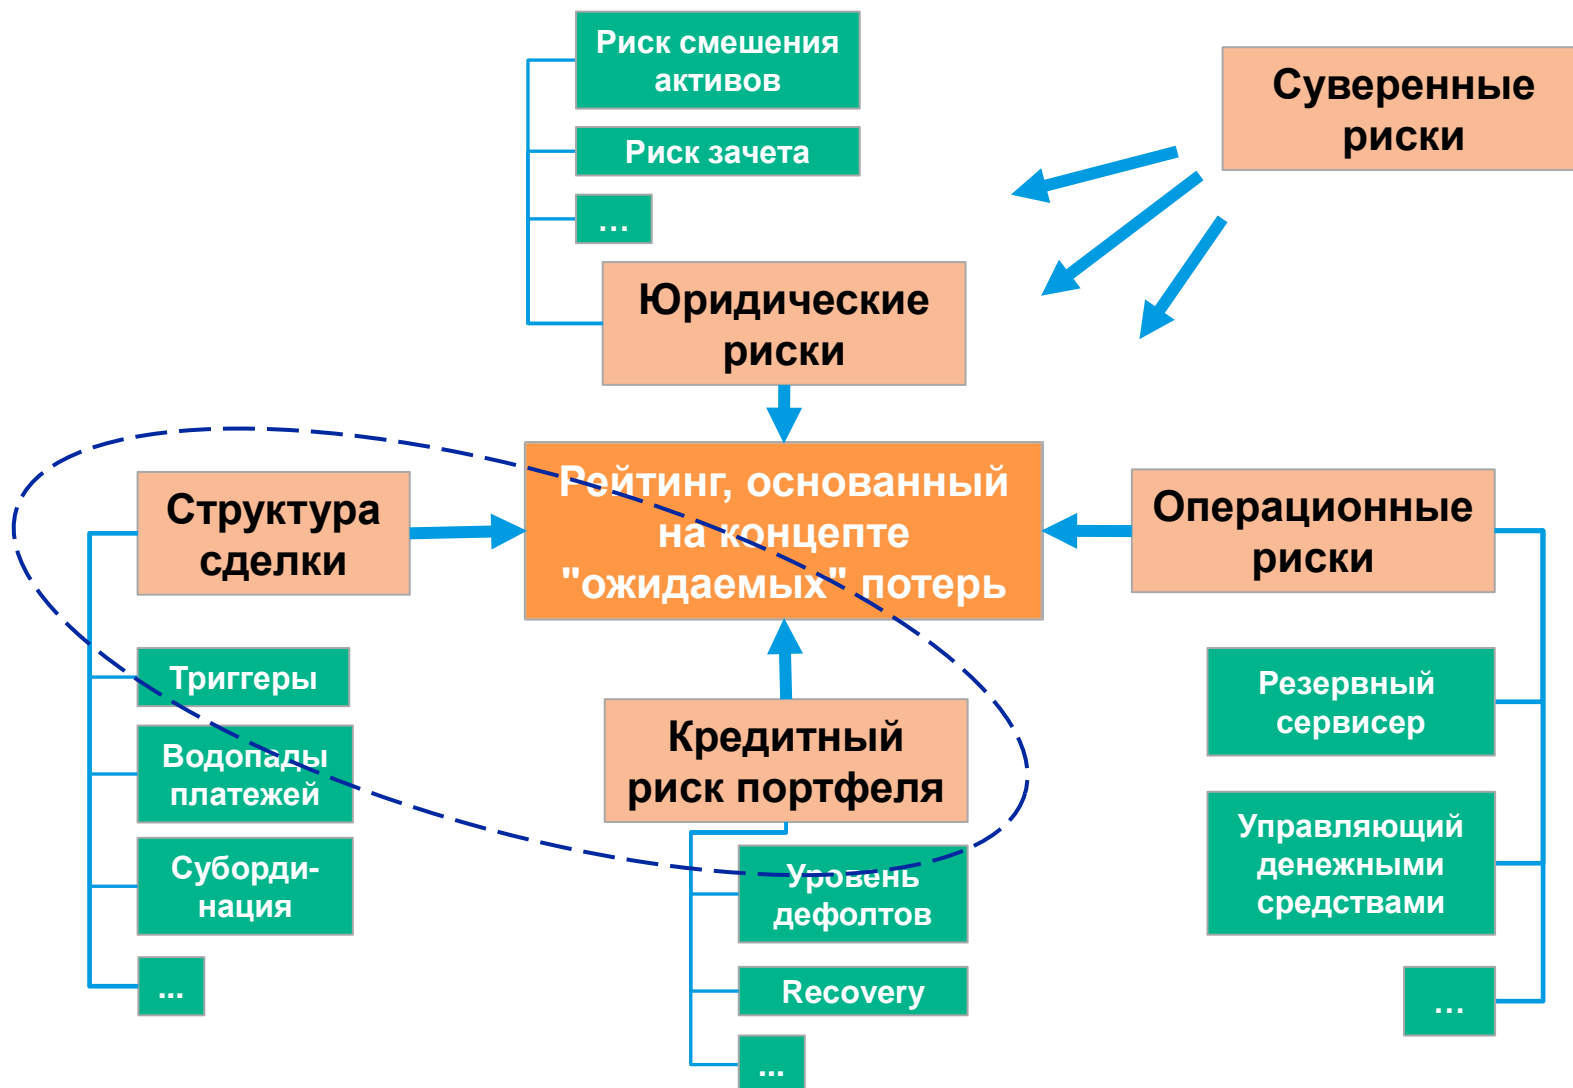 Риск смешения
активов
Риск зачета
…
Суверенные
риски
Юридические
риски
Структура
сделки
Рейтинг, основанный
на концепте
"ожидаемых" потерь
Операционные
риски
Триггеры
Водопады
платежей
Суборди-
нация
...
Кредитный
риск портфеля
Уровень
дефолтов
Recovery
...
Резервный
сервисер
Управляющий
денежными
средствами
…